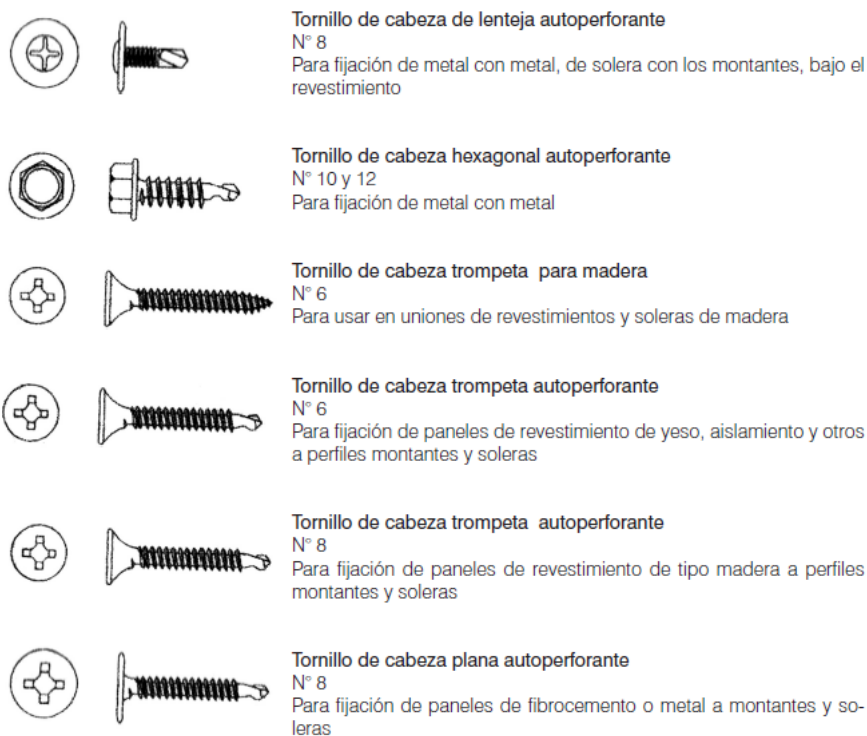 Tornillo de cabeza de lenteja autoperforante
N° 8
Para fijación de metal con metal, de solera con los montantes, bajo el
revestimiento
Tornillo de cabeza hexagonal autoperforante
N° 10 y 12
Para fijación de metal con metal
Tornillo de cabeza trompeta para madera
N° 6
Para usar en uniones de revestimientos y soleras de madera
Tornillo de cabeza trompeta autoperforante
N° 6
Para fijación de paneles de revestimiento de yeso, aislamiento y otros
a perfiles montantes y soleras
Tornillo de cabeza trompeta autoperforante
N° 8
Para fijación de paneles de revestimiento de tipo madera a perfiles
montantes y soleras
Tornillo de cabeza plana autoperforante
N° 8
Para fijación de paneles de fibrocemento o metal a montantes y so-
leras